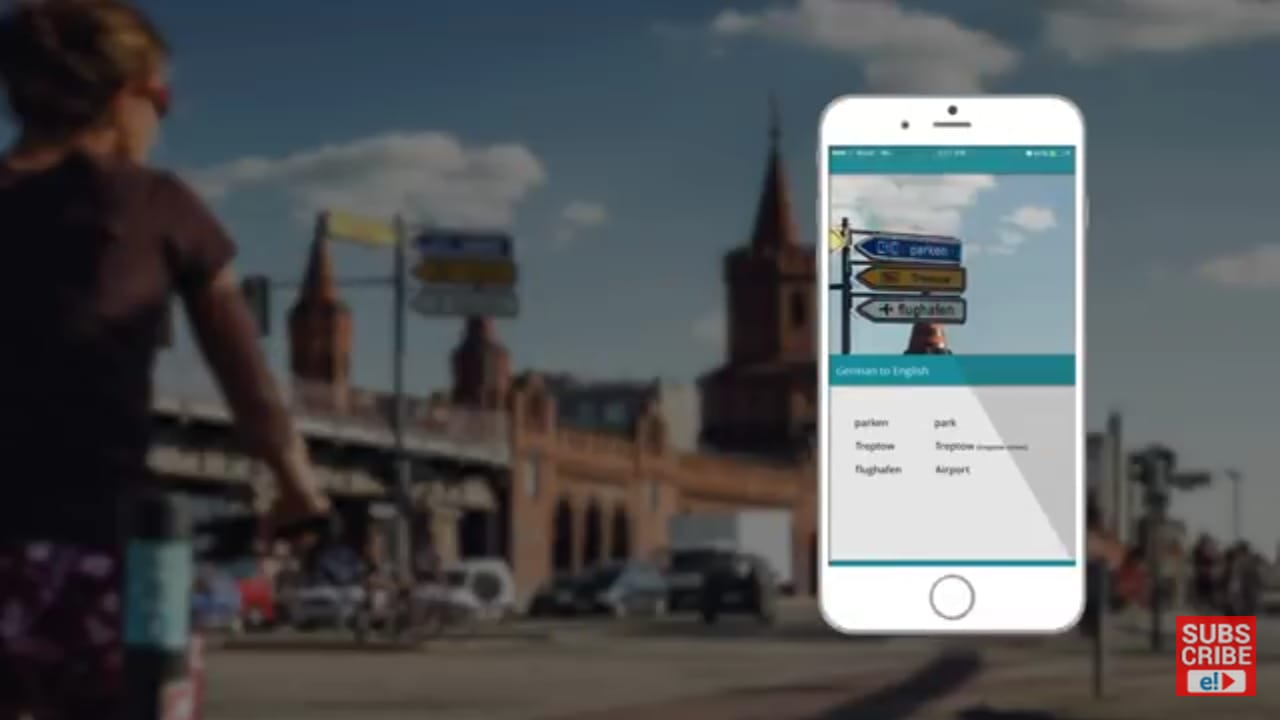 parken
Treptow
flughafen
German to English
parken park
Treptow Treptow
flughafen Airport
SUBS
CRIBE
e!